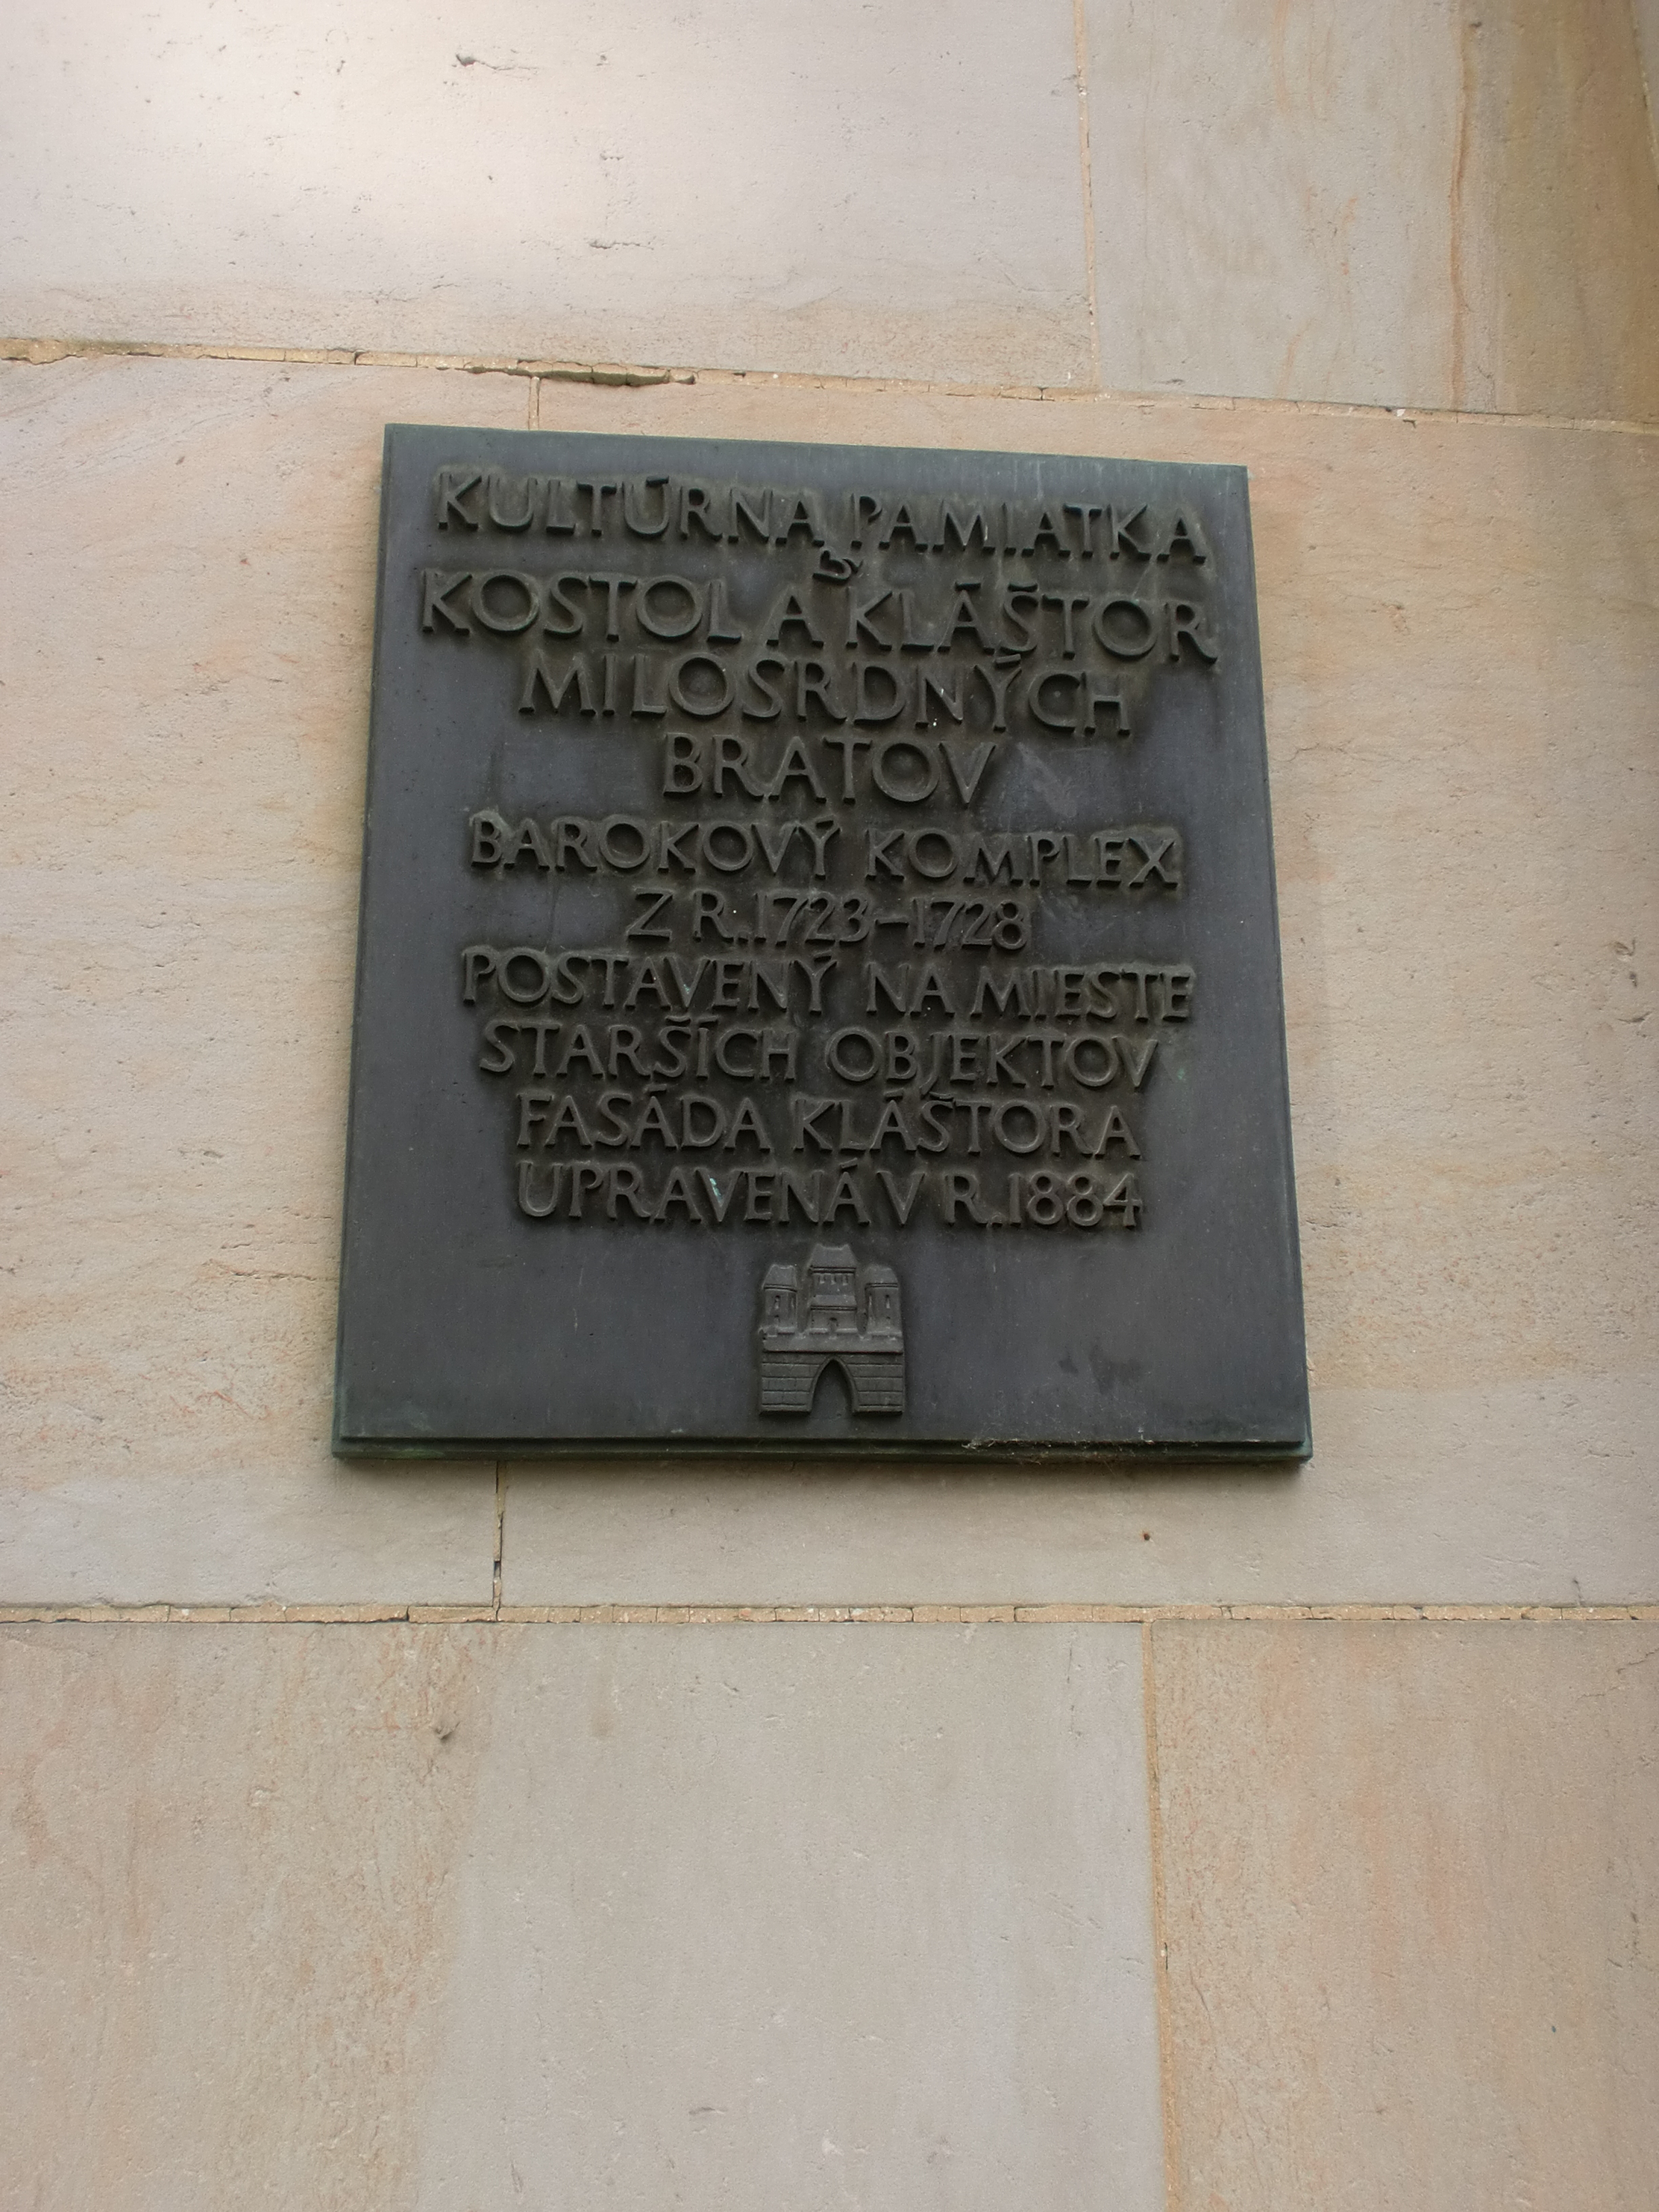 KULTÚRNA PAMIATKA
KOSTOL A KLÁŠTOR
MILOSRDNÝCH
BRATOV
BAROKOVÝ KOMPLEX
Z R. 1723-1728
POSTAVENÝ NA MIESTE
STARŠÍCH OBJEKTOV
FASÁDA KLÁŠTORA
UPRAVENÁ V R. 1884